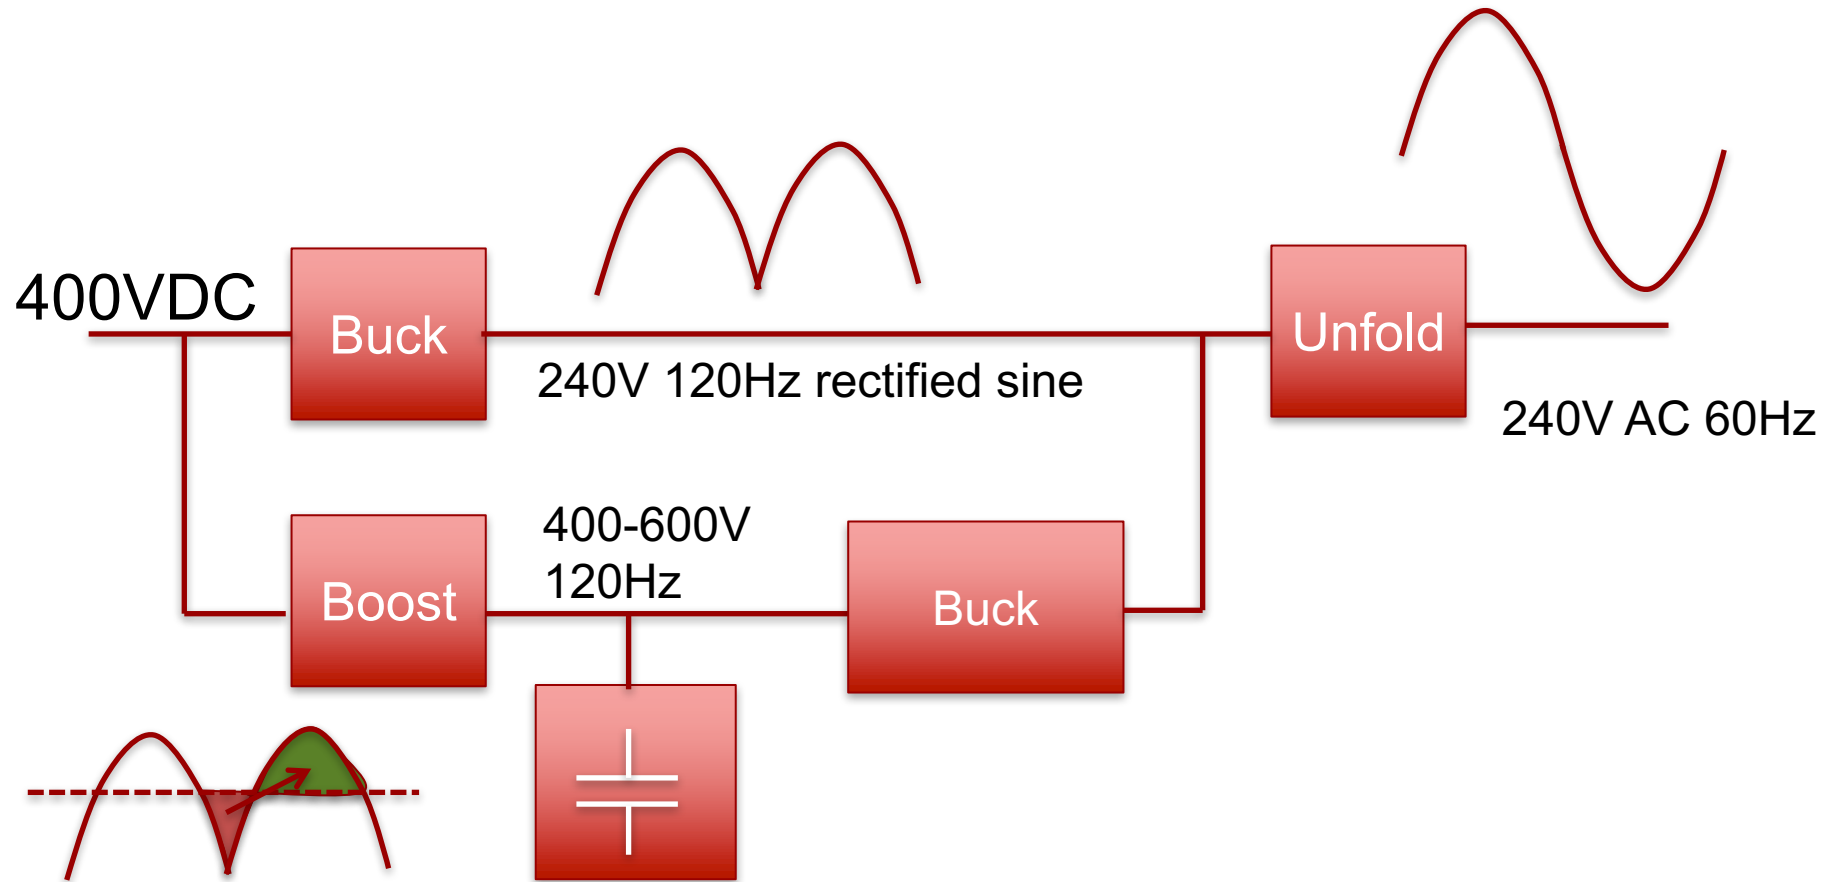 400VDC
Buck
240V 120Hz rectified sine
Unfold
240V AC 60Hz
Boost
400-600V
120Hz
Buck